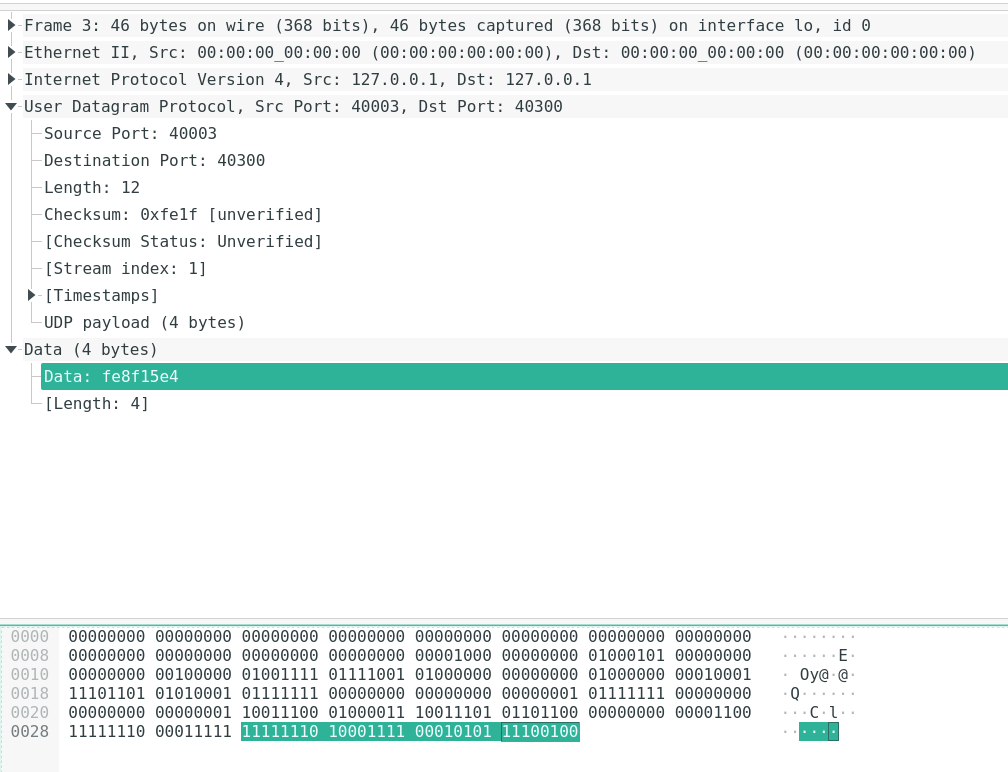 Frame 3: 46 bytes on wire (368 bits), 46 bytes captured (368 bits) on interface lo, id 0
Ethernet II, Src: 00:00:00_00:00:00 (00:00:00:00:00:00), Dst: 00:00:00_00:00:00 (00:00:00:00:00:00)
Internet Protocol Version 4, Src: 127.0.0.1, Dst: 127.0.0.1
User Datagram Protocol, Src Port: 40003, Dst Port: 40300
Source Port: 40003
Destination Port: 40300
Length: 12
Checksum: 0xfe1f [unverified]
[Checksum Status: Unverified]
[Stream index: 1]
[Timestamps]
UDP payload (4 bytes)
Data (4 bytes)
Data: fe8f15e4
[Length: 4]
0000 00000000 00000000 00000000 00000000 00000000 00000000 00000000 00000000 ········
0008 00000000 00000000 00000000 00000000 00001000 00000000 01000101 00000000 ······E·
0010 00000000 00100000 01001111 01111001 01000000 00000000 01000000 00010001 · Oy@·@·
0018 11101101 01010001 01111111 00000000 00000000 00000001 01111111 00000000 ·Q······
0020 00000000 00000001 10011100 01000011 10011101 01101100 00000000 00001100 ···C·l··
0028 11111110 00011111 11111110 10001111 00010101 11100100 ······